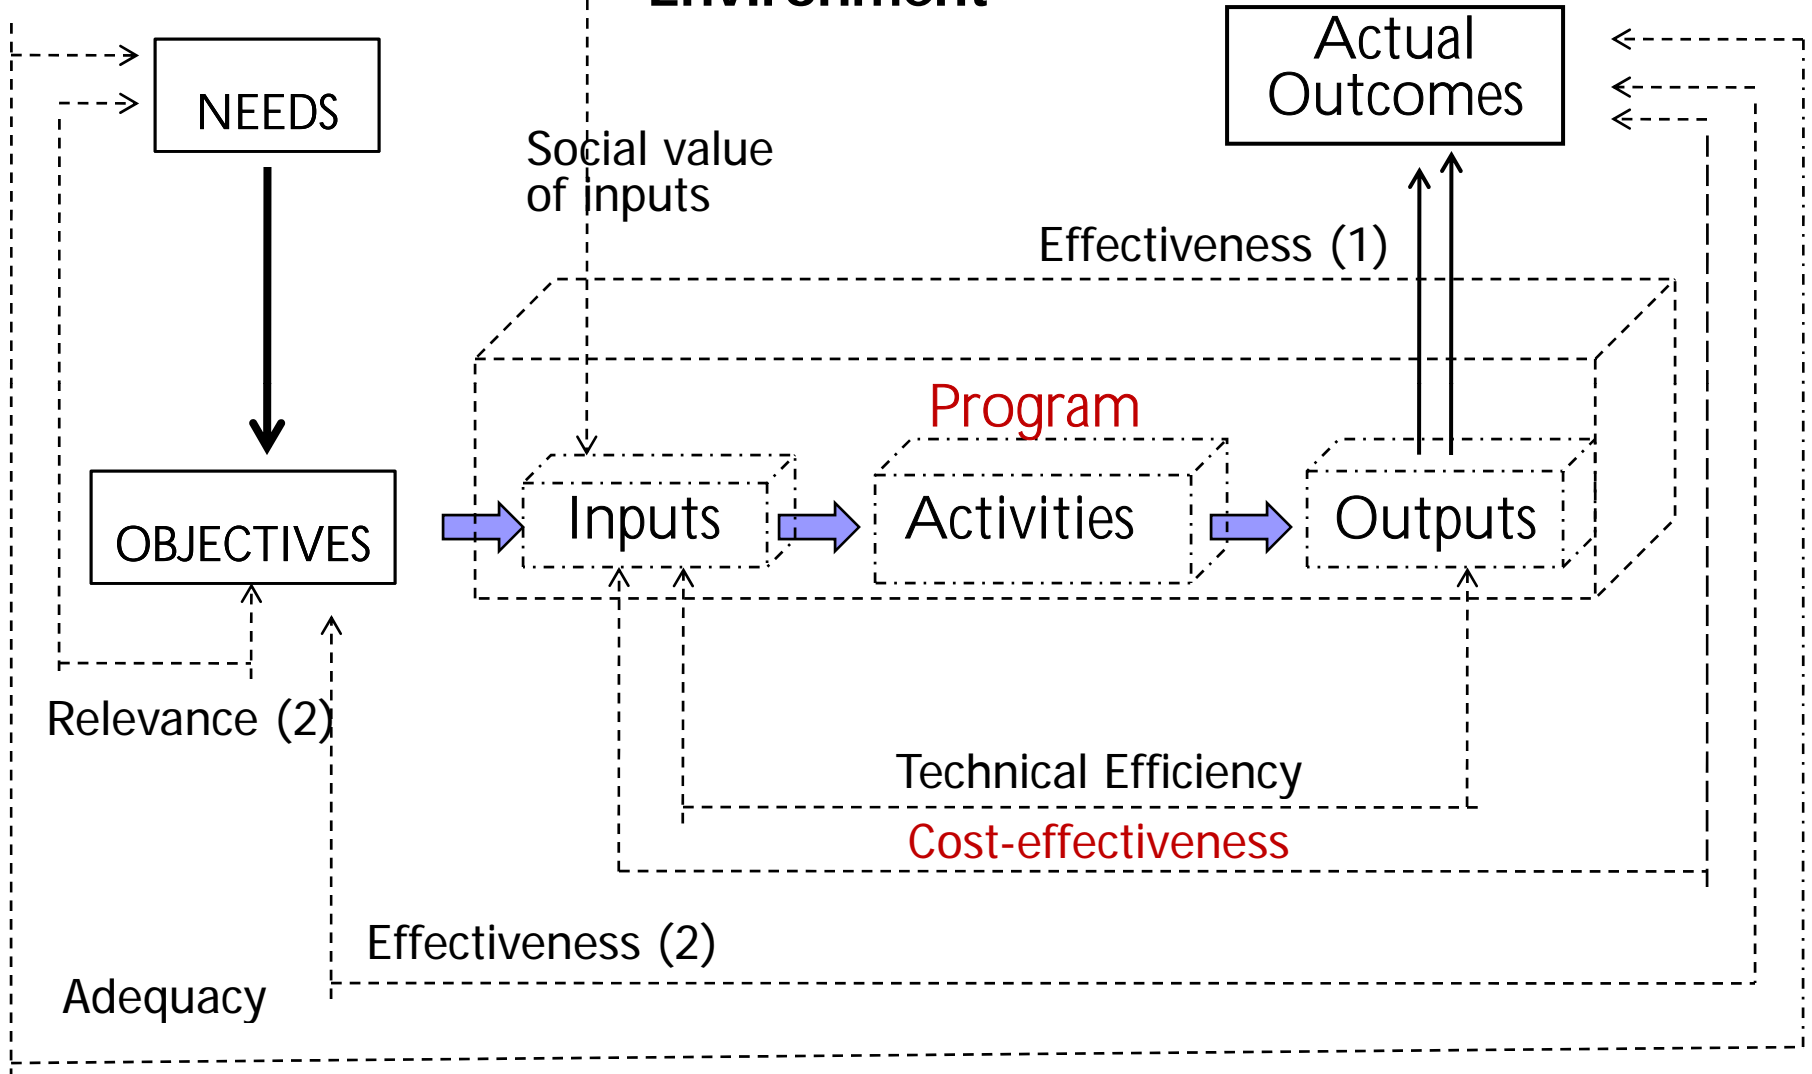 Environment
Actual
Outcomes
NEEDS
Social value
of inputs
Effectiveness (1)
Program
OBJECTIVES
Inputs
Activities
Outputs
Relevance (2)
Technical Efficiency
Cost-effectiveness
Effectiveness (2)
Adequacy